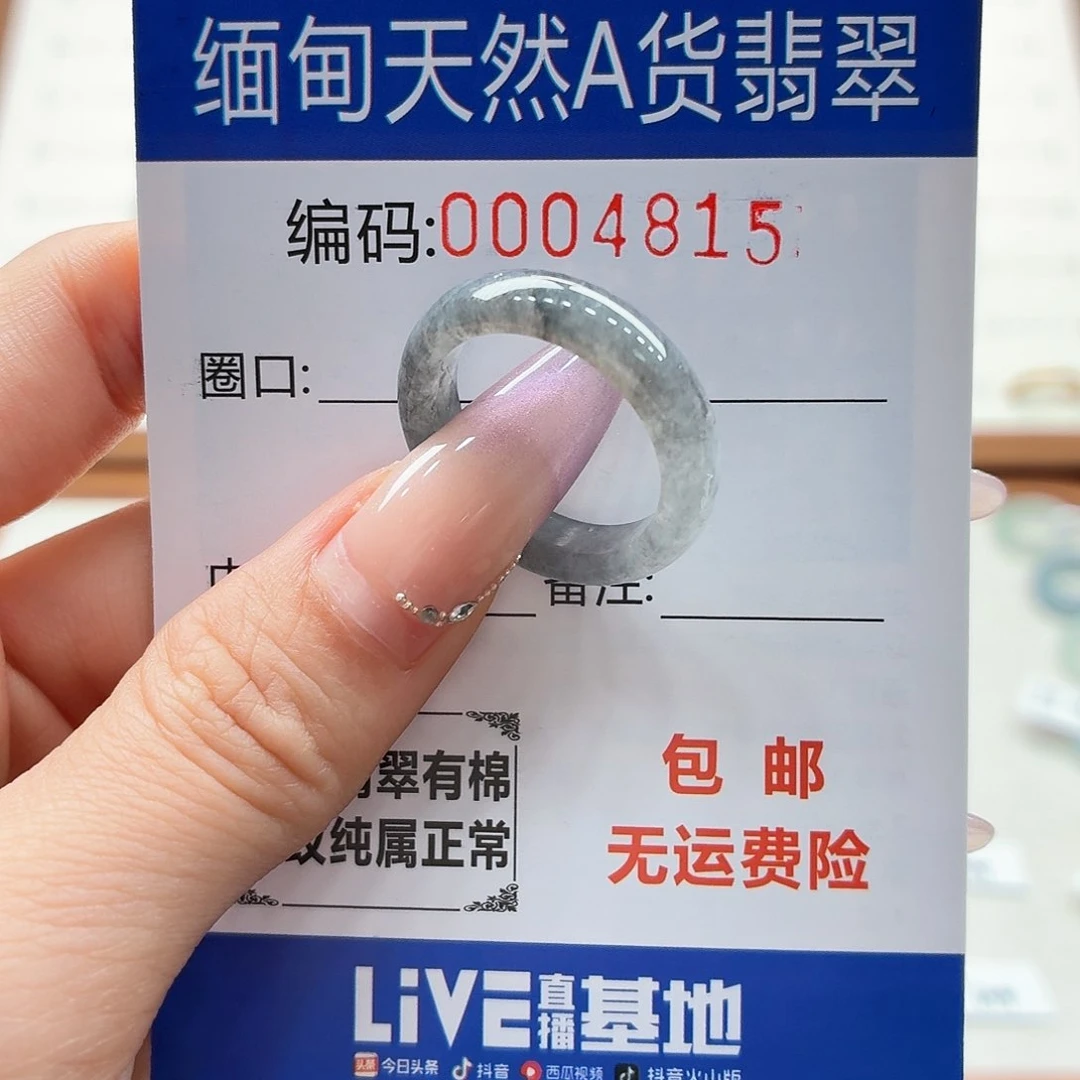 缅甸天然A货翡翠
编码:0004815
圈口:
备注:
翠有棉
纹纯属正常
包邮
无运费险
LiVE直播基地
今日头条 抖音 西瓜视频 抖音火山版